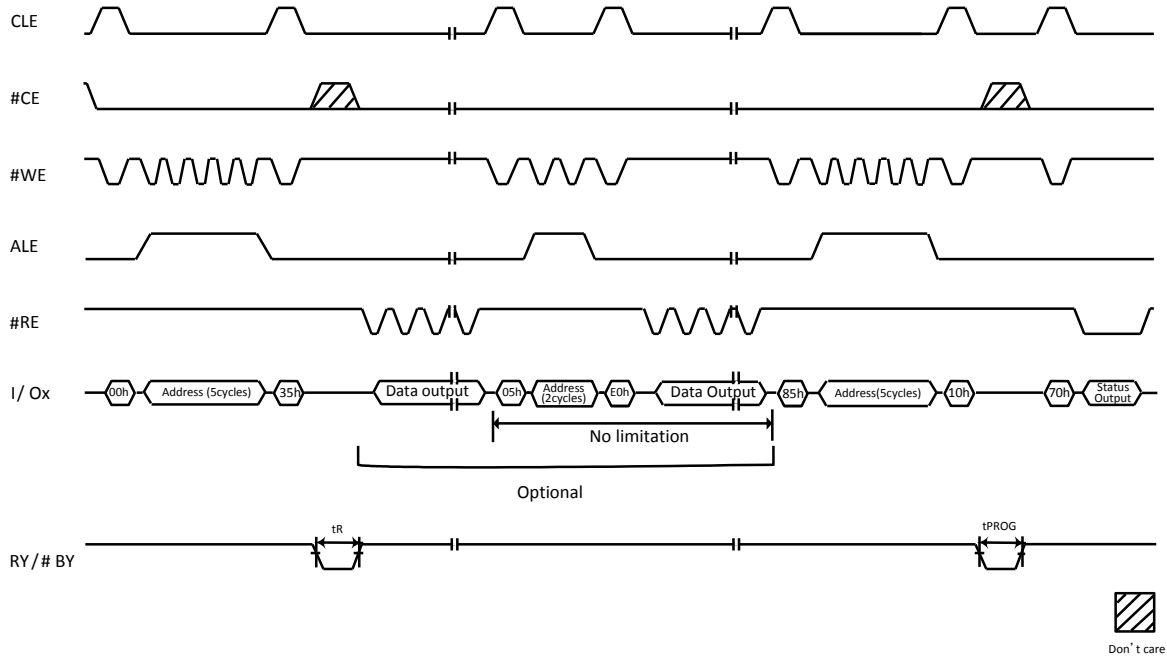 CLE
#CE
#WE
ALE
#RE
I/ Ox
00h
Address (5cycles)
35h
Data output
05h
Address
(2cycles)
E0h
Data Output
85h
Address(5cycles)
10h
70h
Status
Output
No limitation
Optional
tR
tPROG
RY/# BY
Don’t care